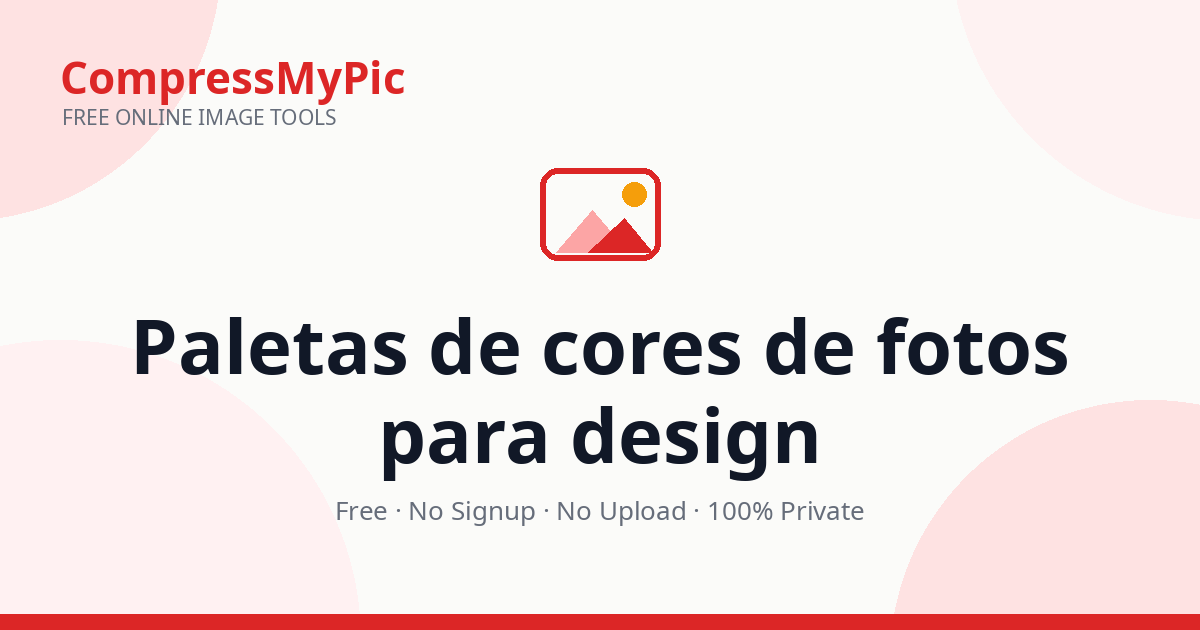 CompressMyPic
FREE ONLINE IMAGE TOOLS
Paletas de cores de fotos
para design
Free · No Signup · No Upload · 100% Private